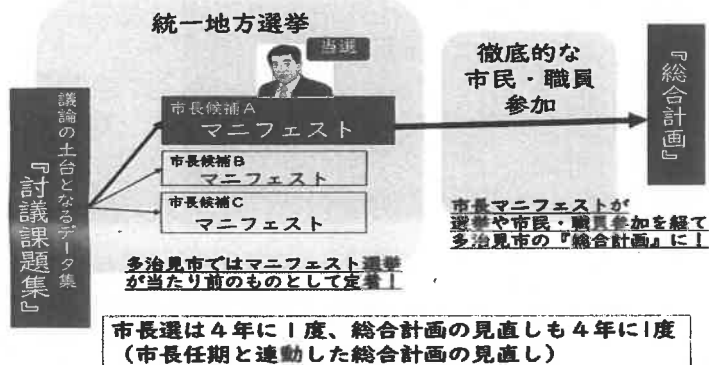 統一地方選挙
当選
市長候補A
マニフェスト
市長候補B
マニフェスト
市長候補C
マニフェスト
議論の土台となるデータ集
『討議課題集』
徹底的な
市民・職員
参加
『総合計画』
市長マニフェストが
選挙や市民・職員参加を経て
多治見市の『総合計画』に！
多治見市ではマニフェスト選挙
が当たり前のものとして定着！
市長選は４年に１度、総合計画の見直しも４年に１度
（市長任期と連動した総合計画の見直し）